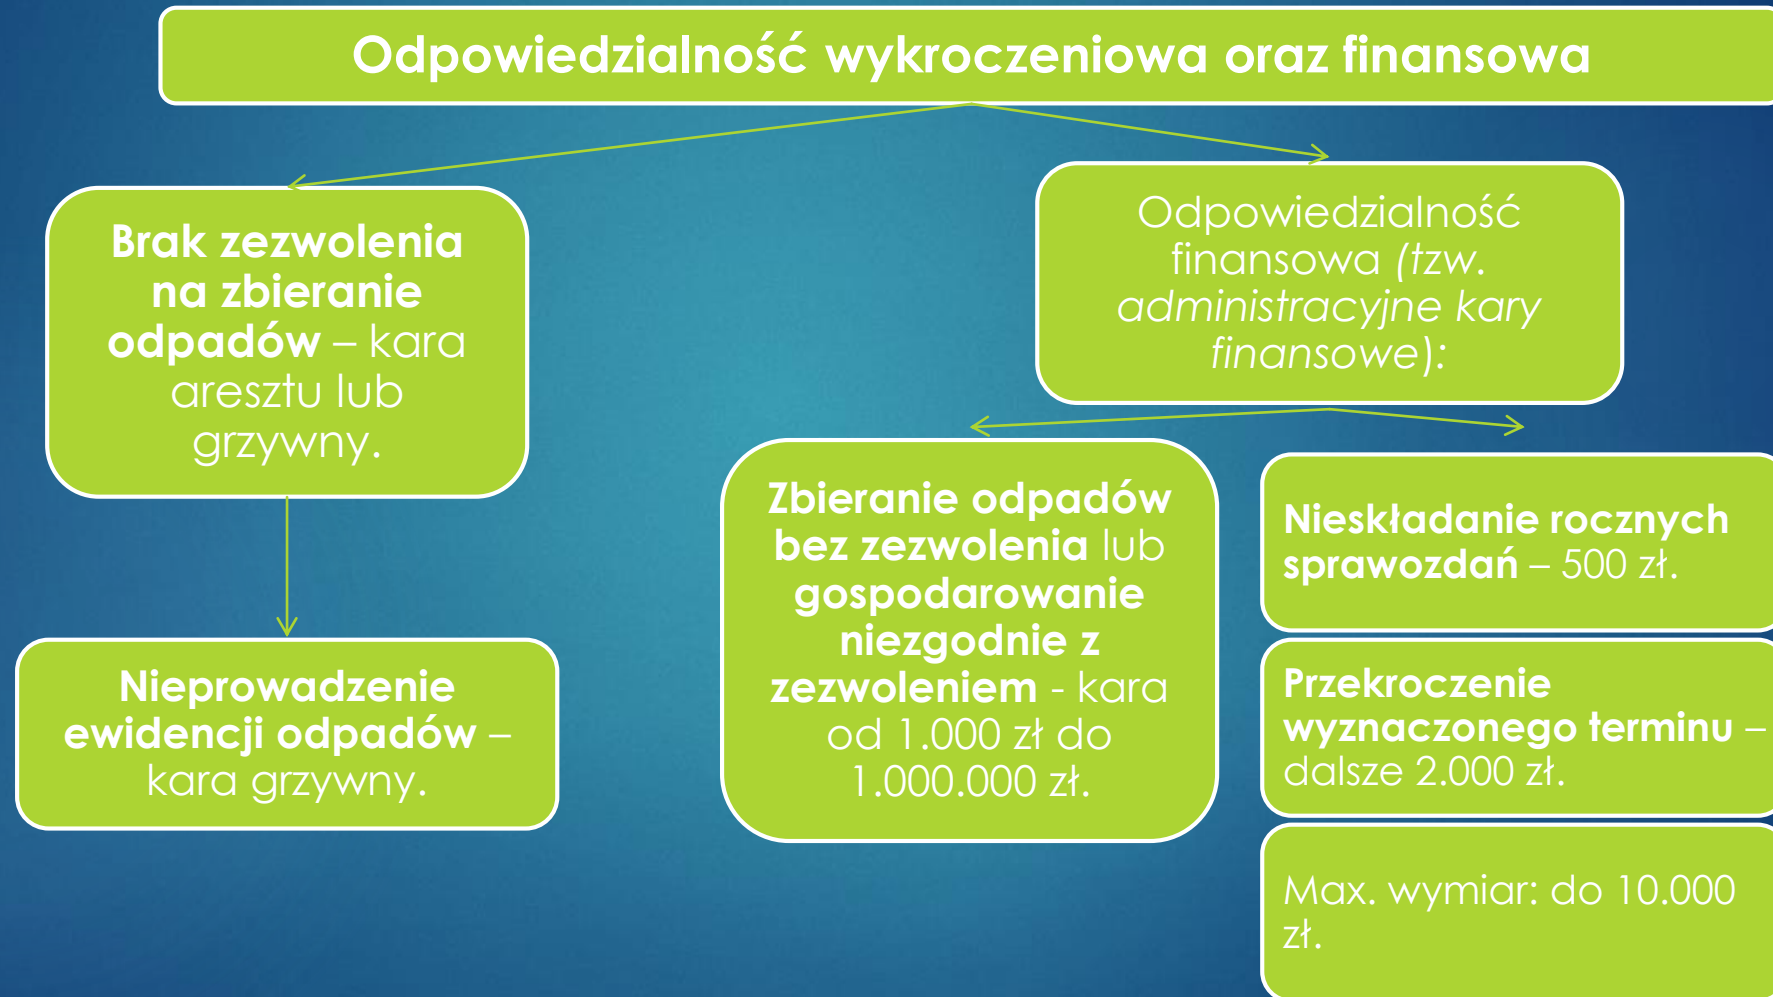 Odpowiedzialność wykroczeniowa oraz finansowa
Brak zezwolenia
na zbieranie
odpadów – kara
aresztu lub
grzywny.
Nieprowadzenie
ewidencji odpadów –
kara grzywny.
Odpowiedzialność
finansowa (tzw.
administracyjne kary
finansowe):
Zbieranie odpadów
bez zezwolenia lub
gospodarowanie
niezgodnie z
zezwoleniem - kara
od 1.000 zł do
1.000.000 zł.
Nieskładanie rocznych
sprawozdań – 500 zł.
Przekroczenie
wyznaczonego terminu –
dalsze 2.000 zł.
Max. wymiar: do 10.000
zł.